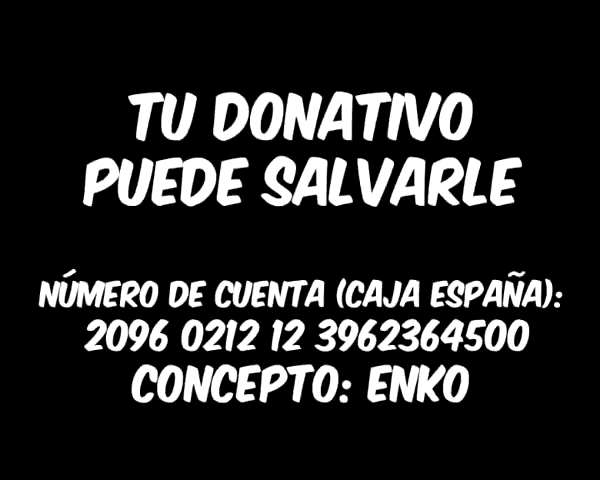 TU DONATIVO
PUEDE SALVARLE
NÚMERO DE CUENTA (CAJA ESPAÑA):
2096 0212 12 3962364500
CONCEPTO: ENKO